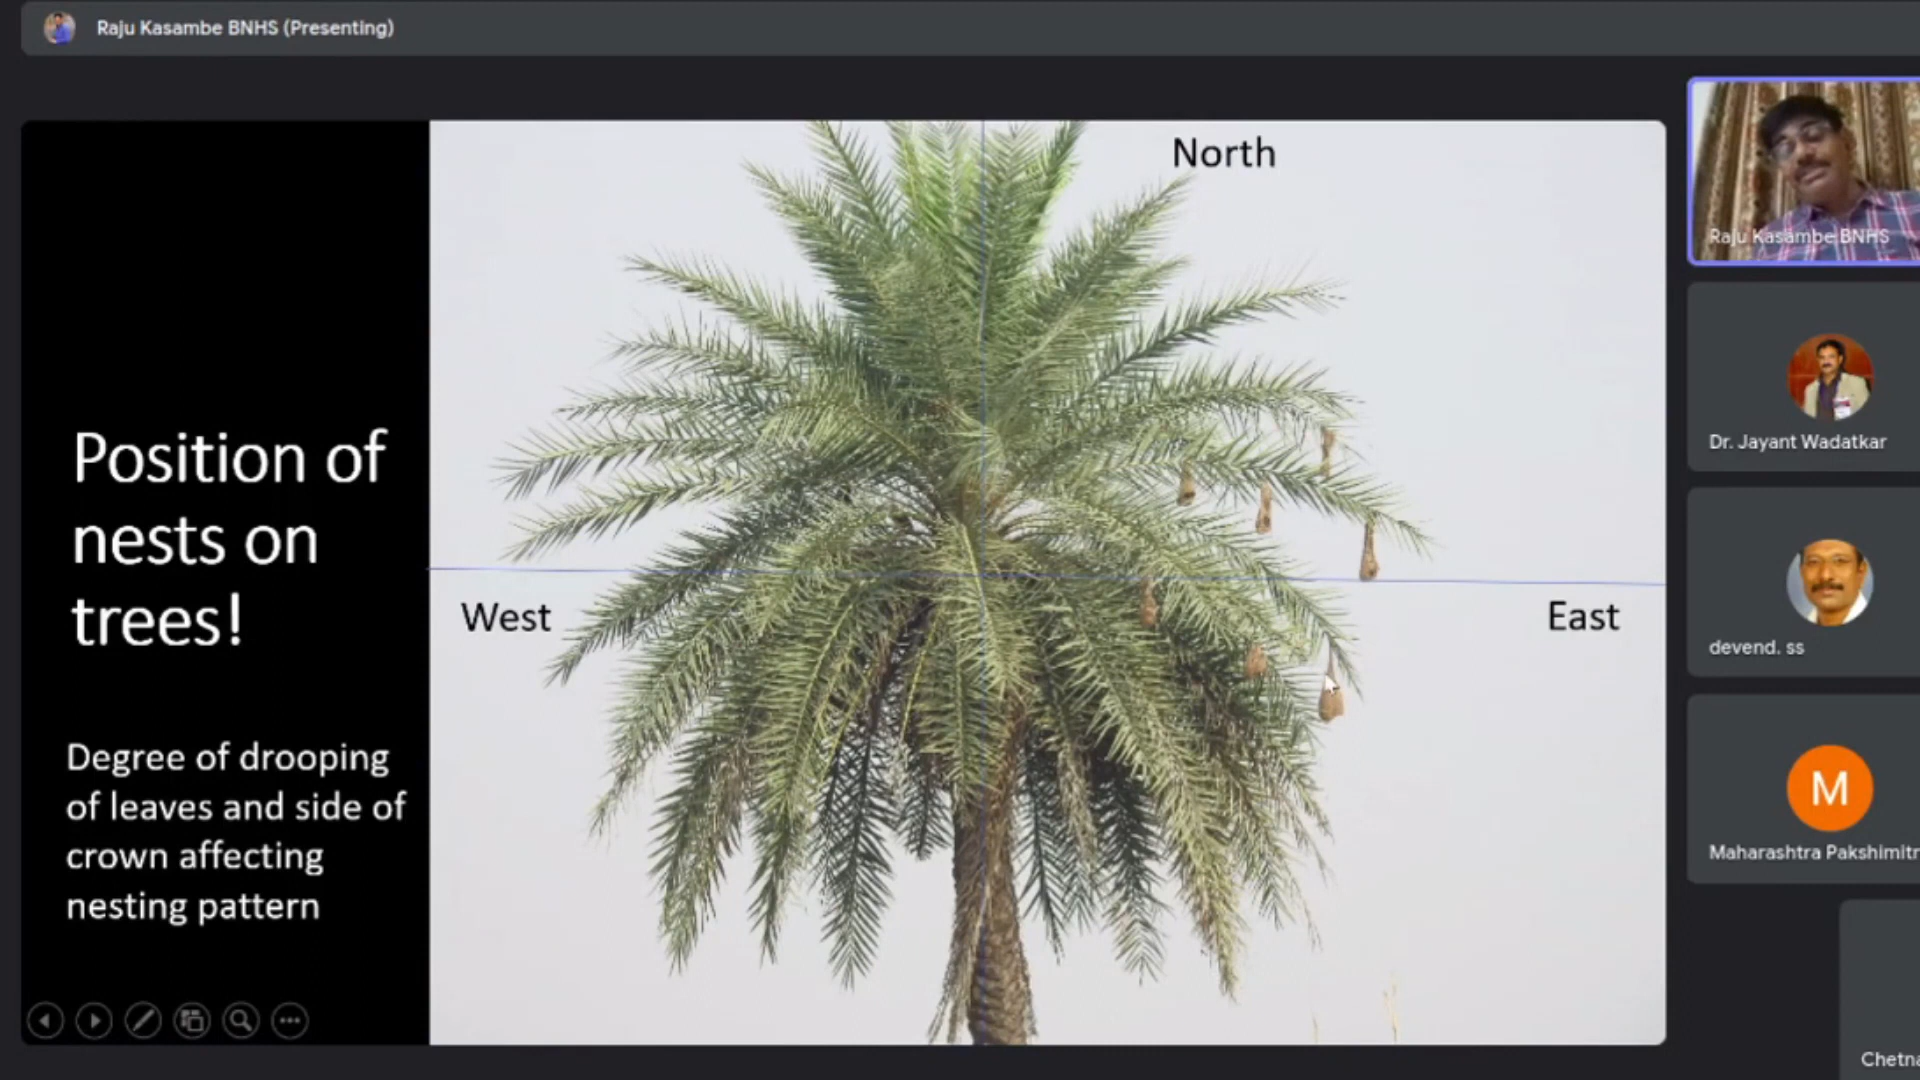 Raju Kasambe BNHS (Presenting)
North
Raju Kasambe BNHS
Dr. Jayant Wadatkar
Position of
nests on
trees!
West
East
devend. ss
Degree of drooping
of leaves and side of
crown affecting
nesting pattern
M
Maharashtra Pakshimitr
Chetna